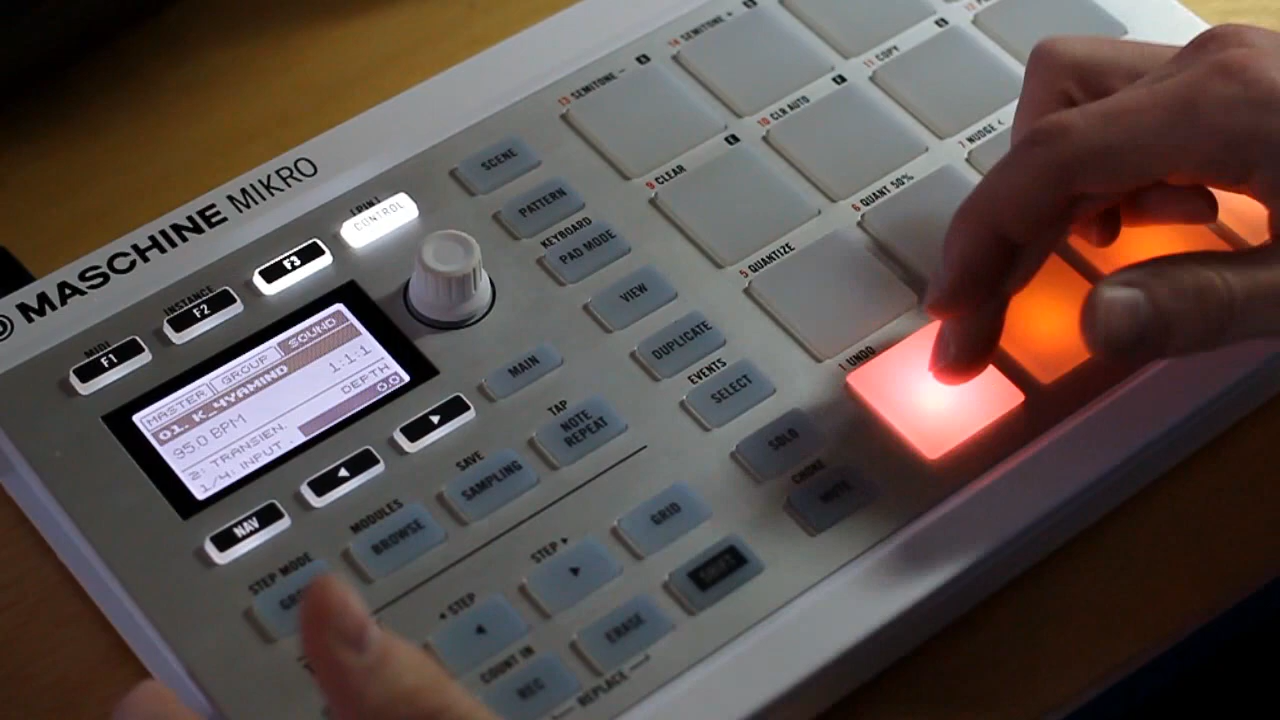 MASCHINE MIKRO
MIDI
F1
INSTANCE
F2
F3
[PIN]
CONTROL
MASTER GROUP SOUND
01. K_4YAMIND
95.0 BPM 1:1:1
2: TRANSIEN. DEPTH
1/4: INPUT . 0.0
NAV
MAIN
TAP
NOTE
REPEAT
SAVE
SAMPLING
MODULES
BROWSE
STEP MODE
SCENE
PATTERN
KEYBOARD
PAD MODE
VIEW
DUPLICATE
EVENTS
SELECT
SOLO
CHOKE
MUTE
GRID
STEP
STEP
SHIFT
ERASE
COUNT IN
REC
REPLACE
13 SEMITONE −
14 SEMITONE +
9 CLEAR
10 CLR AUTO
11 COPY
5 QUANTIZE
6 QUANT 50%
7 NUDGE <
1 UNDO